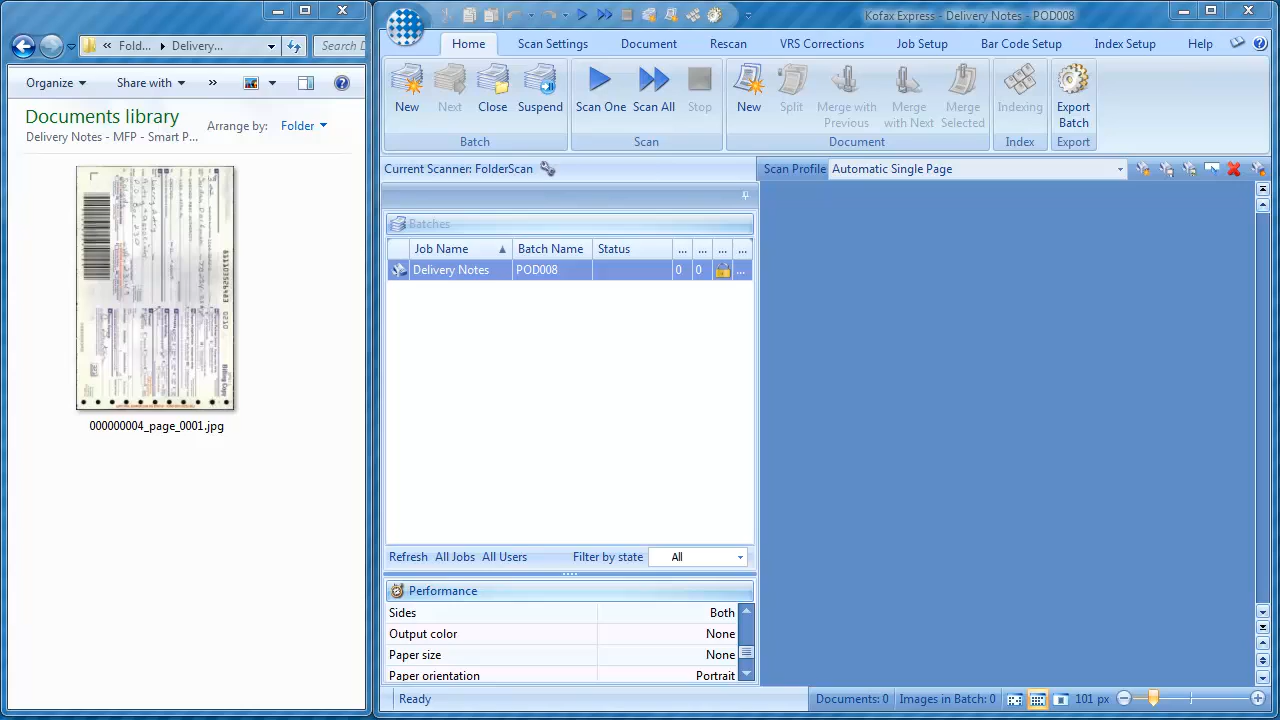 Fold...
Delivery...
Search D
Organize
Share with
»
Documents library
Delivery Notes - MFP - Smart P...
Arrange by:
Folder
000000004_page_0001.jpg
Kofax Express - Delivery Notes - POD008
Home
Scan Settings
Document
Rescan
VRS Corrections
Job Setup
Bar Code Setup
Index Setup
Help
New
Next
Close
Suspend
Batch
Scan One
Scan All
Stop
Scan
New
Split
Merge with Previous
Merge with Next
Merge Selected
Document
Indexing
Index
Export Batch
Export
Current Scanner: FolderScan
Scan Profile
Automatic Single Page
Batches
Job Name
Batch Name
Status
...
...
...
...
Delivery Notes
POD008
0
0
...
Refresh
All Jobs
All Users
Filter by state
All
Performance
Sides
Both
Output color
None
Paper size
None
Paper orientation
Portrait
Ready
Documents: 0
Images in Batch: 0
101 px